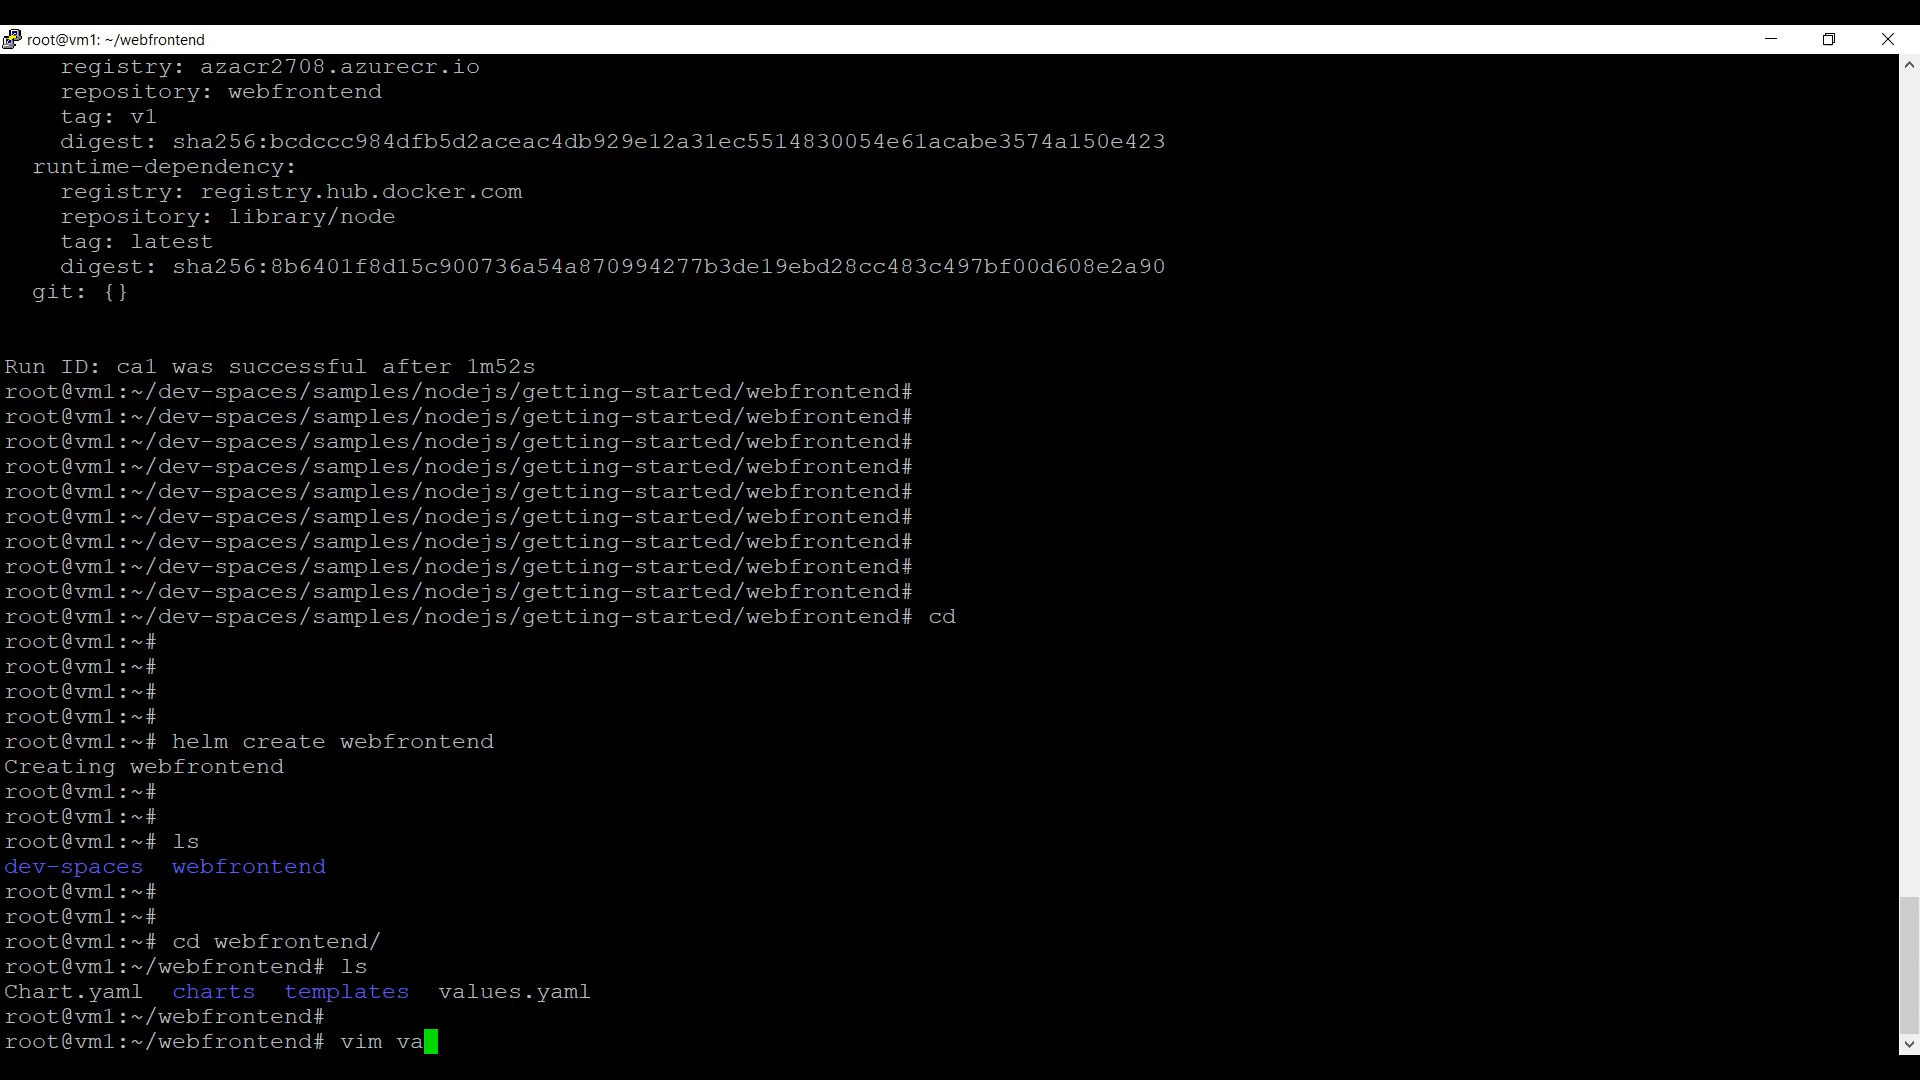 root@vm1: ~/webfrontend
registry: azacr2708.azurecr.io
repository: webfrontend
tag: v1
digest: sha256:bcdccc984dfb5d2aceac4db929e12a31ec5514830054e61acabe3574a150e423
runtime-dependency:
registry: registry.hub.docker.com
repository: library/node
tag: latest
digest: sha256:8b6401f8d15c900736a54a870994277b3de19ebd28cc483c497bf00d608e2a90
git: {}
Run ID: ca1 was successful after 1m52s
root@vm1:~/dev-spaces/samples/nodejs/getting-started/webfrontend#
root@vm1:~/dev-spaces/samples/nodejs/getting-started/webfrontend#
root@vm1:~/dev-spaces/samples/nodejs/getting-started/webfrontend#
root@vm1:~/dev-spaces/samples/nodejs/getting-started/webfrontend#
root@vm1:~/dev-spaces/samples/nodejs/getting-started/webfrontend#
root@vm1:~/dev-spaces/samples/nodejs/getting-started/webfrontend#
root@vm1:~/dev-spaces/samples/nodejs/getting-started/webfrontend#
root@vm1:~/dev-spaces/samples/nodejs/getting-started/webfrontend#
root@vm1:~/dev-spaces/samples/nodejs/getting-started/webfrontend#
root@vm1:~/dev-spaces/samples/nodejs/getting-started/webfrontend# cd
root@vm1:~#
root@vm1:~#
root@vm1:~#
root@vm1:~#
root@vm1:~# helm create webfrontend
Creating webfrontend
root@vm1:~#
root@vm1:~#
root@vm1:~# ls
dev-spaces webfrontend
root@vm1:~#
root@vm1:~#
root@vm1:~# cd webfrontend/
root@vm1:~/webfrontend# ls
Chart.yaml charts templates values.yaml
root@vm1:~/webfrontend#
root@vm1:~/webfrontend# vim va